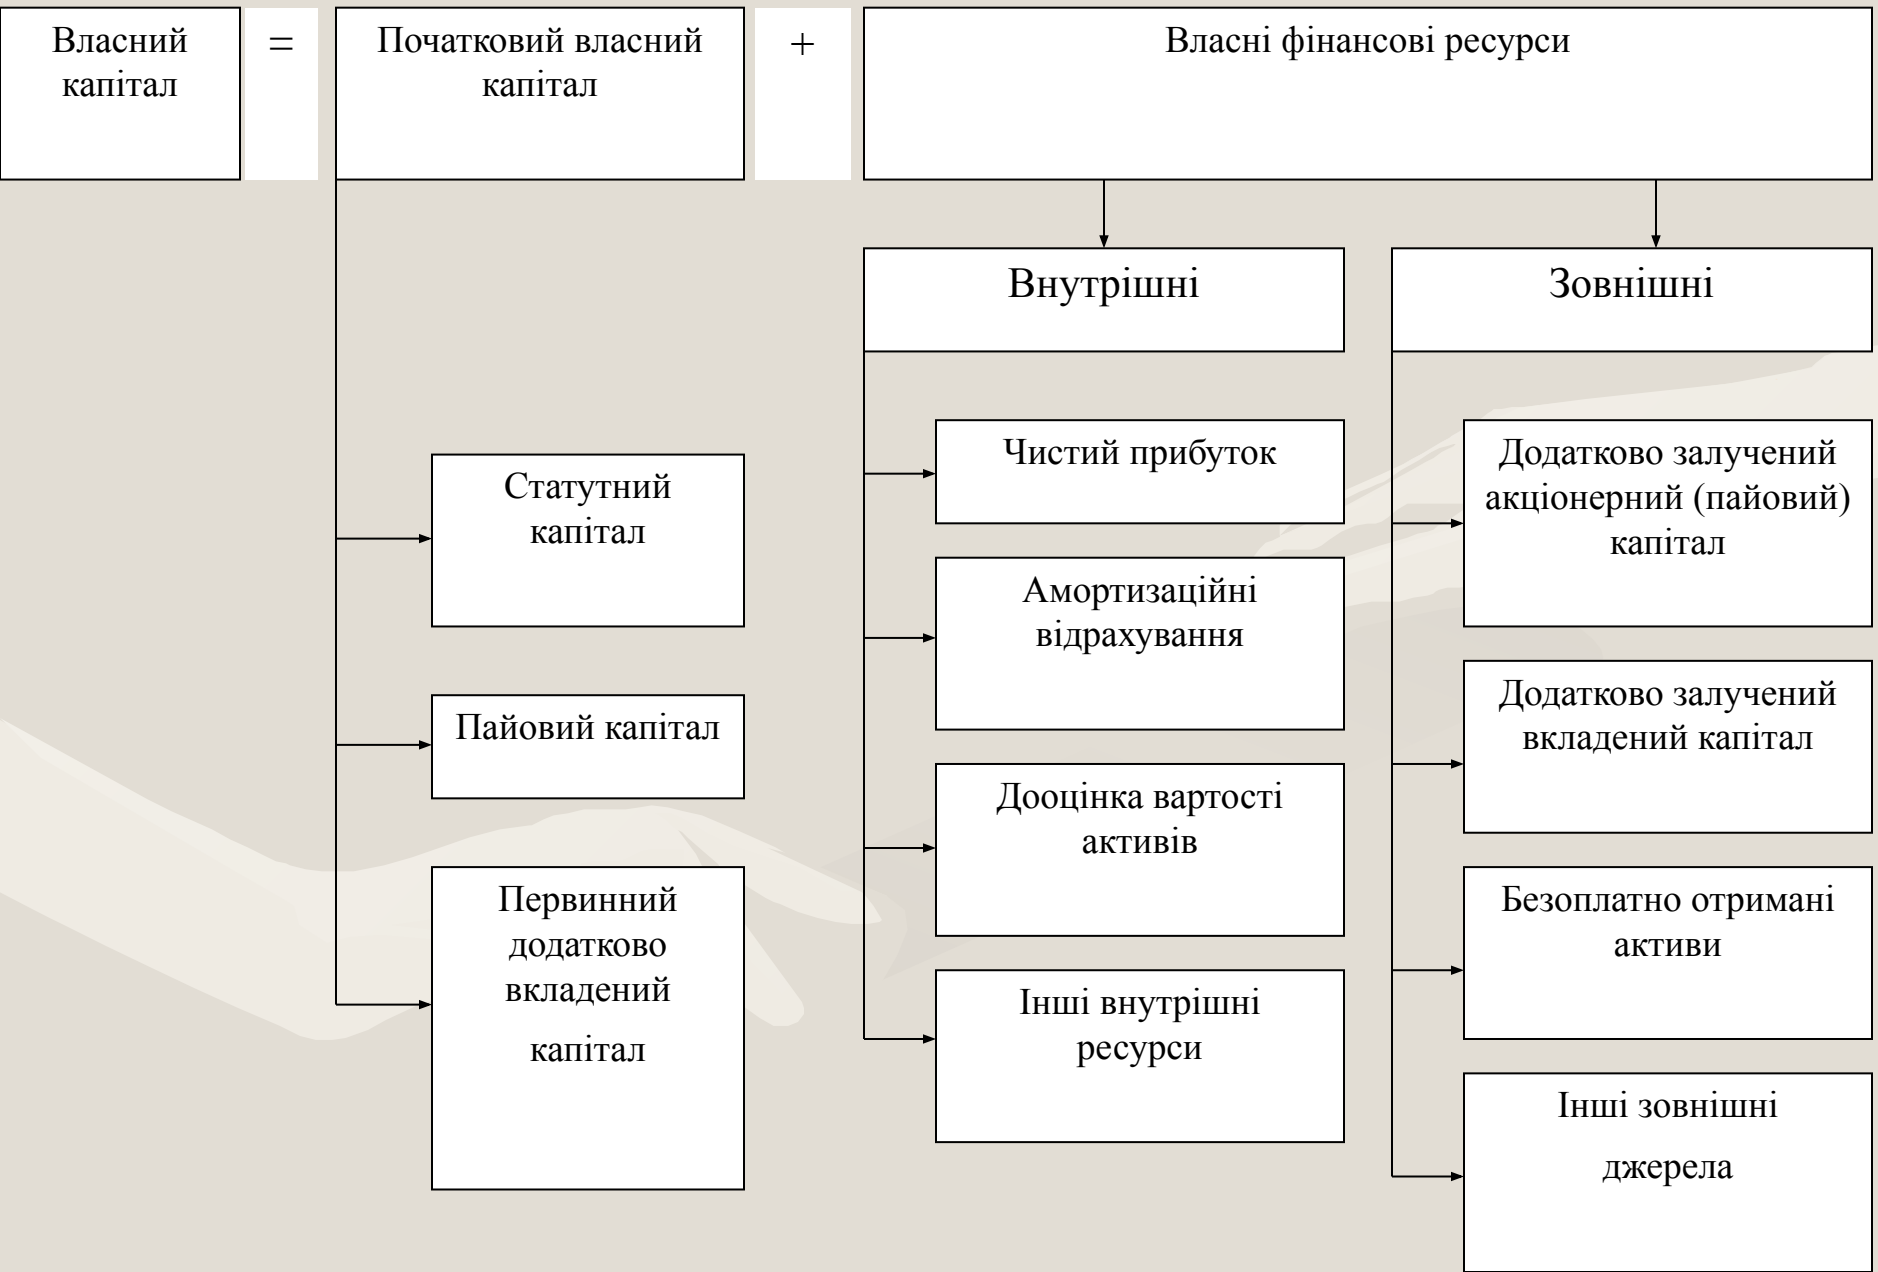 Власний
капітал
=
Початковий власний
капітал
+
Власні фінансові ресурси
Внутрішні
Зовнішні
Статутний
капітал
Пайовий капітал
Первинний
додатково
вкладений
капітал
Чистий прибуток
Амортизаційні
відрахування
Дооцінка вартості
активів
Інші внутрішні
ресурси
Додатково залучений
акціонерний (пайовий)
капітал
Додатково залучений
вкладений капітал
Безоплатно отримані
активи
Інші зовнішні
джерела